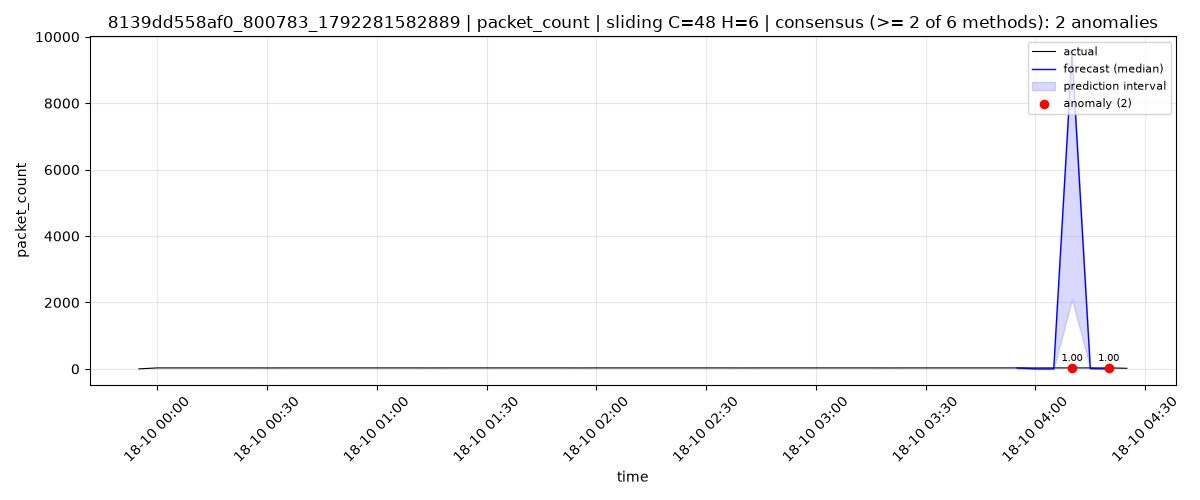 8139dd558af0_800783_1792281582889 | packet_count | sliding C=48 H=6 | consensus (>= 2 of 6 methods): 2 anomalies
packet_count
10000
8000
6000
4000
2000
0
actual
forecast (median)
prediction interval
anomaly (2)
1.00 1.00
18-10 00:00
18-10 00:30
18-10 01:00
18-10 01:30
18-10 02:00
18-10 02:30
18-10 03:00
18-10 03:30
18-10 04:00
18-10 04:30
time